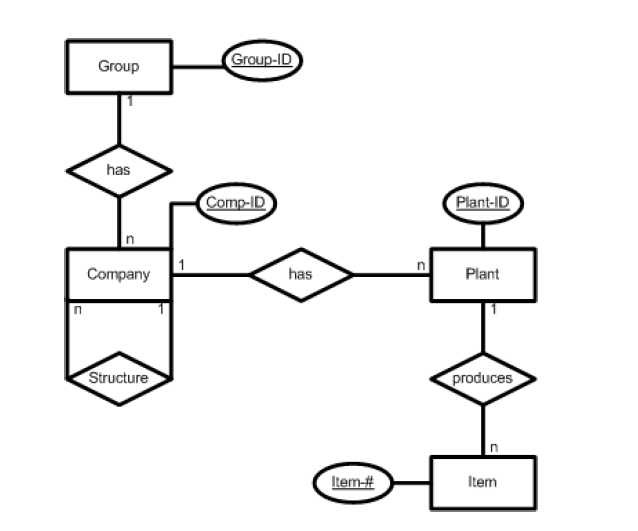 Group
Group-ID
1
has
n
Comp-ID
Plant-ID
Company
1
has
n
Plant
n
1
1
Structure
produces
n
Item-#
Item